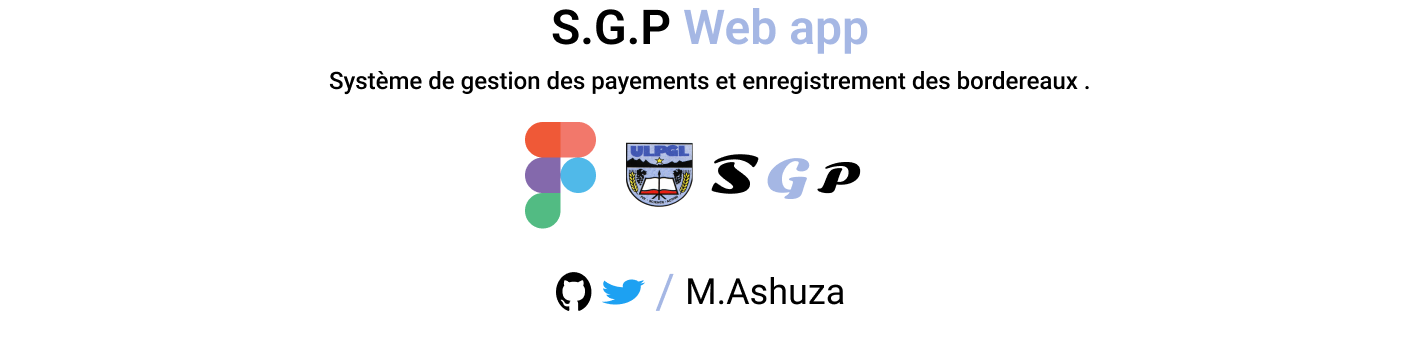 S.G.P Web app
Système de gestion des payements et enregistrement des bordereaux .
ULPGL
SGP
/ M.Ashuza